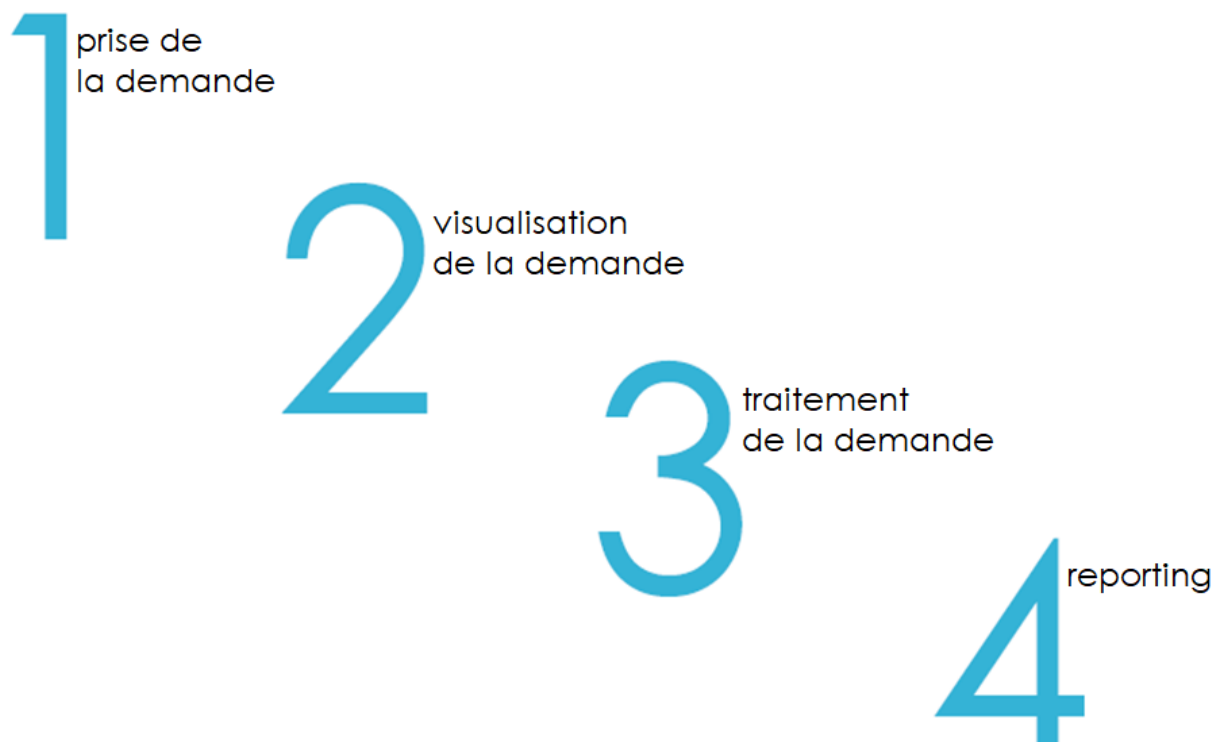 1
prise de
la demande
2
visualisation
de la demande
3
traitement
de la demande
4
reporting